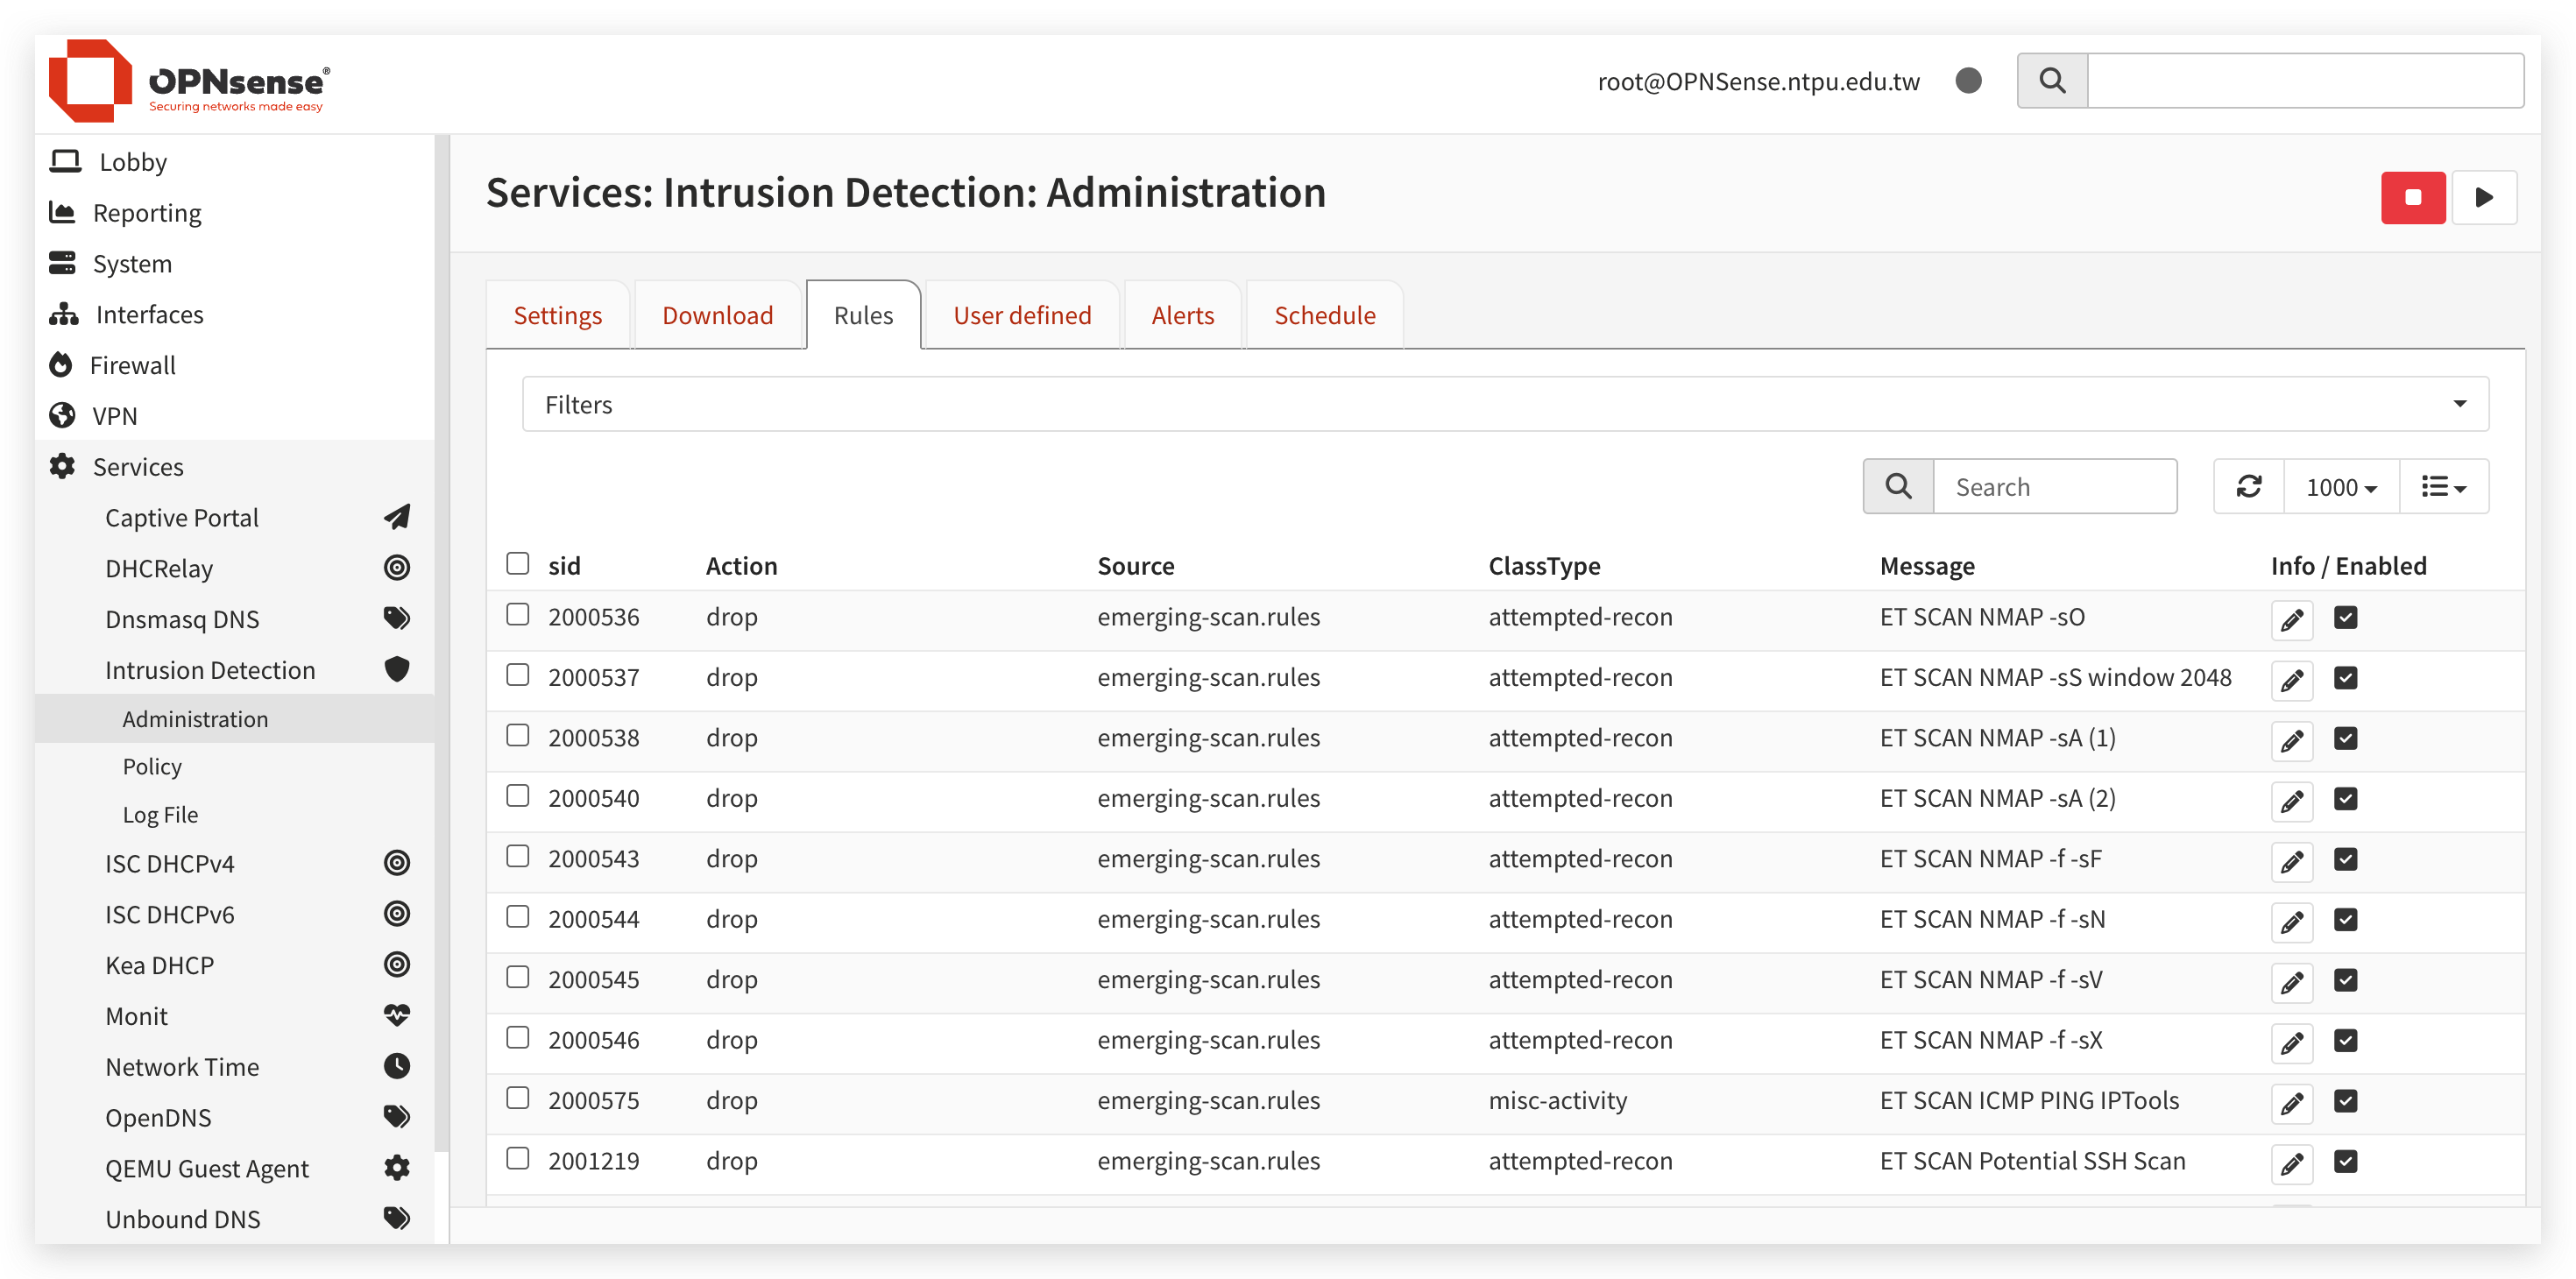 OPNsense®
Securing networks made easy
root@OPNSense.ntpu.edu.tw
Lobby
Reporting
System
Interfaces
Firewall
VPN
Services
Captive Portal
DHCRelay
Dnsmasq DNS
Intrusion Detection
Administration
Policy
Log File
ISC DHCPv4
ISC DHCPv6
Kea DHCP
Monit
Network Time
OpenDNS
QEMU Guest Agent
Unbound DNS
Services: Intrusion Detection: Administration
Settings Download Rules User defined Alerts Schedule
Filters
Search 1000
sid Action Source ClassType Message Info / Enabled
2000536 drop emerging-scan.rules attempted-recon ET SCAN NMAP -sO
2000537 drop emerging-scan.rules attempted-recon ET SCAN NMAP -sS window 2048
2000538 drop emerging-scan.rules attempted-recon ET SCAN NMAP -sA (1)
2000540 drop emerging-scan.rules attempted-recon ET SCAN NMAP -sA (2)
2000543 drop emerging-scan.rules attempted-recon ET SCAN NMAP -f -sF
2000544 drop emerging-scan.rules attempted-recon ET SCAN NMAP -f -sN
2000545 drop emerging-scan.rules attempted-recon ET SCAN NMAP -f -sV
2000546 drop emerging-scan.rules attempted-recon ET SCAN NMAP -f -sX
2000575 drop emerging-scan.rules misc-activity ET SCAN ICMP PING IPTools
2001219 drop emerging-scan.rules attempted-recon ET SCAN Potential SSH Scan